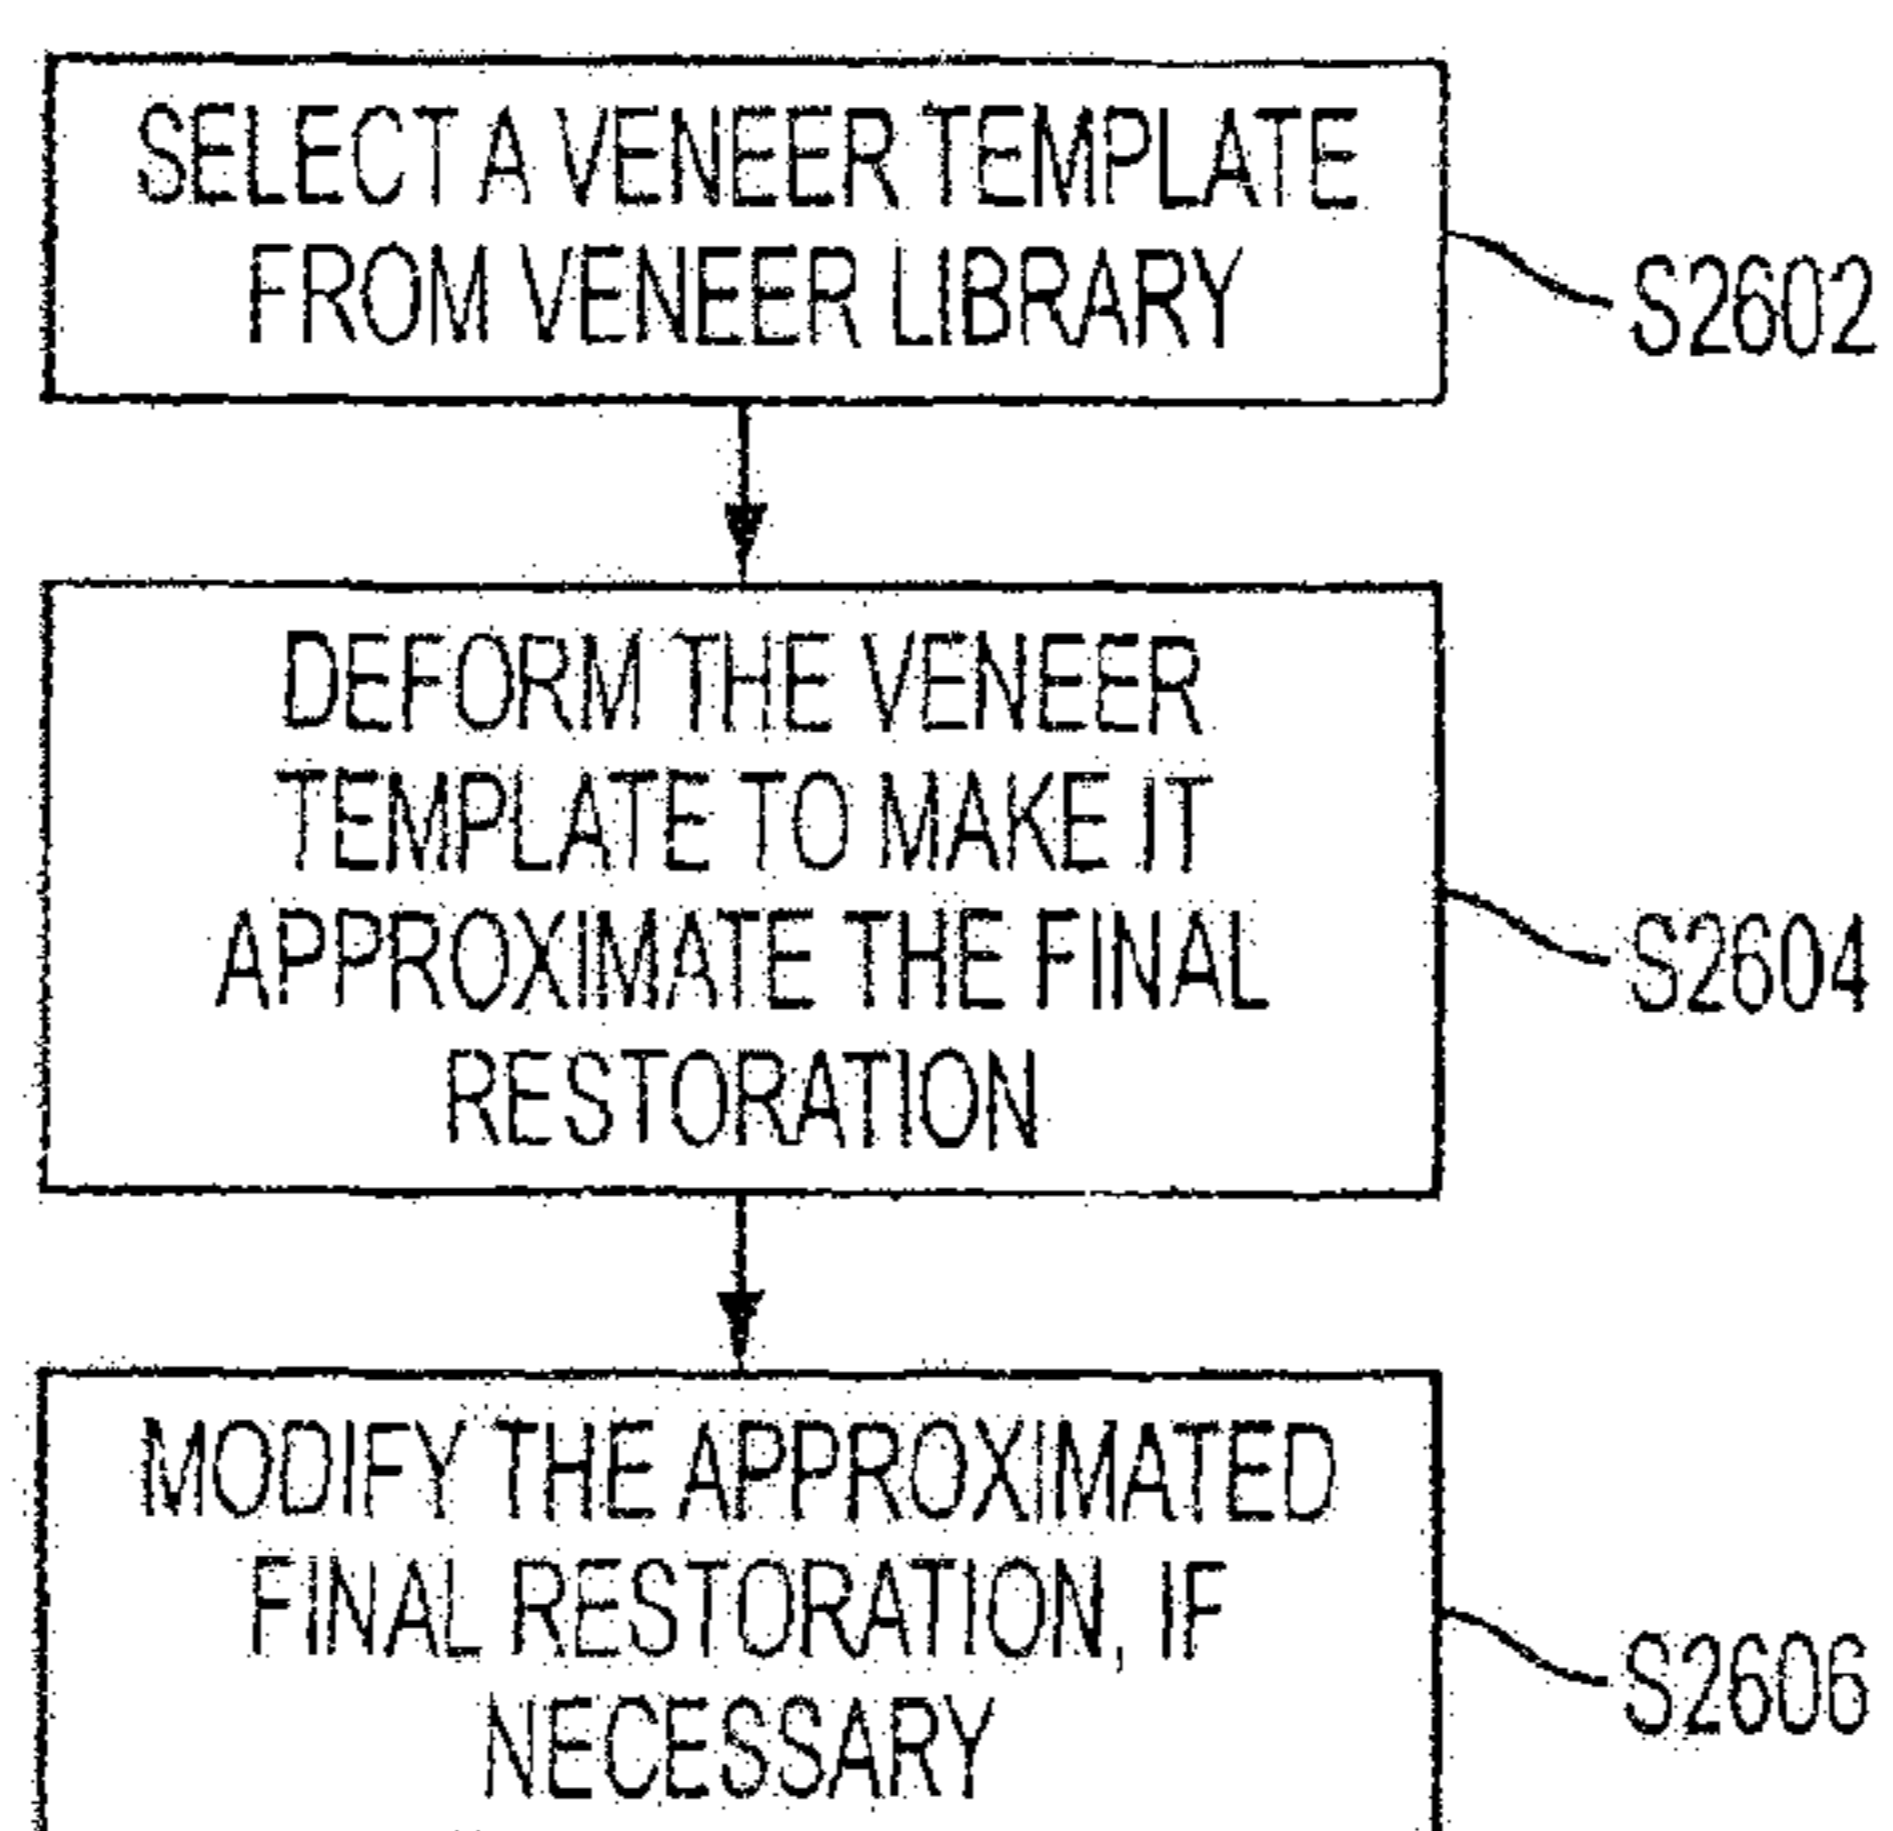 SELECT A VENEER TEMPLATE
FROM VENEER LIBRARY
S2602
DEFORM THE VENEER
TEMPLATE TO MAKE IT
APPROXIMATE THE FINAL
RESTORATION
S2604
MODIFY THE APPROXIMATED
FINAL RESTORATION, IF
NECESSARY
S2606